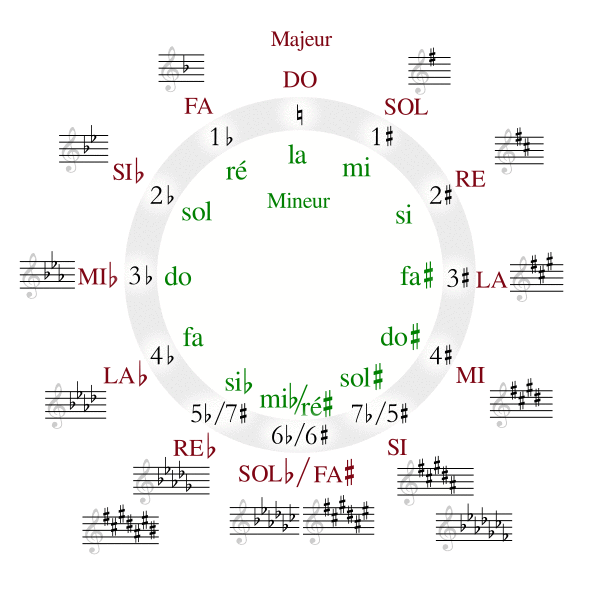 Majeur
DO
FA
SOL
♮
1♭
1♯
la
ré
mi
SI♭
RE
2♭
2♯
Mineur
sol
si
MI♭
3♭
do
fa♯
3♯
LA
fa
do♯
4♭
4♯
LA♭
MI
si♭
sol♯
mi♭/ré♯
5♭/7♯
7♭/5♯
6♭/6♯
RE♭
SI
SOL♭/FA♯